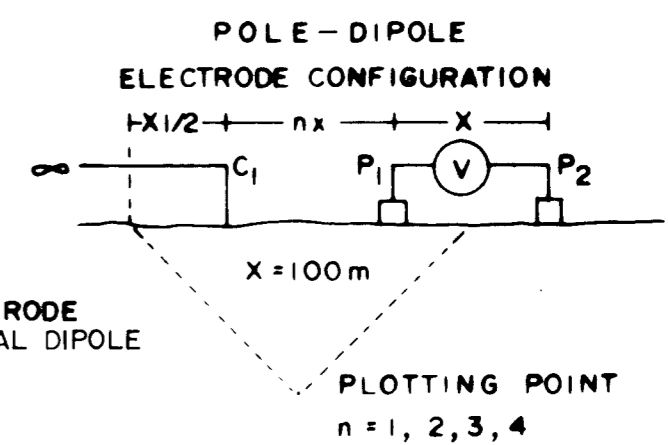 POLE-DIPOLE
ELECTRODE CONFIGURATION
X1/2 nx X
∞ C1 P1 V P2
X = 100 m
RODE
AL DIPOLE
PLOTTING POINT
n = 1, 2, 3, 4